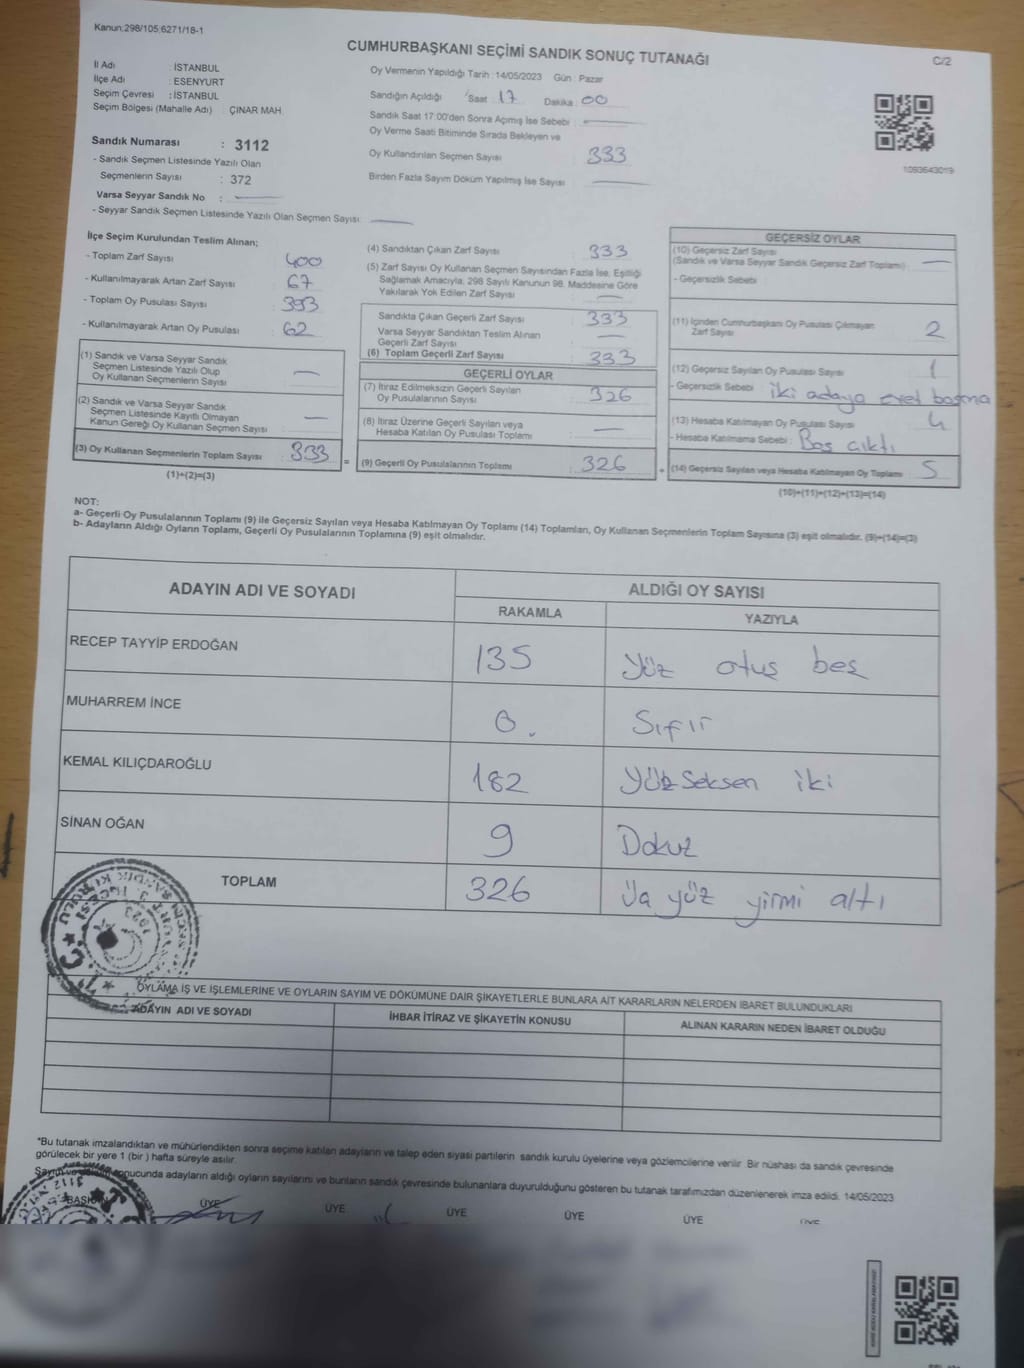 Kanun:298/105;6271/18-1
CUMHURBAŞKANI SEÇİMİ SANDIK SONUÇ TUTANAĞI
C/2
İl Adı : İSTANBUL
İlçe Adı : ESENYURT
Seçim Çevresi : İSTANBUL
Seçim Bölgesi (Mahalle Adı) : ÇINAR MAH.
Oy Vermenin Yapıldığı Tarih : 14/05/2023 Gün : Pazar
Sandığın Açıldığı Saat : 17 Dakika : 00
Sandık Saat 17:00'den Sonra Açımış İse Sebebi :
Oy Verme Saati Bitiminde Sırada Bekleyen ve
Oy Kullandırılan Seçmen Sayısı : 333
Birden Fazla Sayım Döküm Yapılmış İse Sayısı :
1093643019
Sandık Numarası : 3112
- Sandık Seçmen Listesinde Yazılı Olan
Seçmenlerin Sayısı : 372
Varsa Seyyar Sandık No :
- Seyyar Sandık Seçmen Listesinde Yazılı Olan Seçmen Sayısı:
İlçe Seçim Kurulundan Teslim Alınan;
- Toplam Zarf Sayısı : 400
- Kullanılmayarak Artan Zarf Sayısı : 67
- Toplam Oy Pusulası Sayısı : 393
- Kullanılmayarak Artan Oy Pusulası : 62
(1) Sandık ve Varsa Seyyar Sandık
Seçmen Listesinde Yazılı Olup
Oy Kullanan Seçmenlerin Sayısı :
(2) Sandık ve Varsa Seyyar Sandık
Seçmen Listesinde Kayıtlı Olmayan
Kanun Gereği Oy Kullanan Seçmen Sayısı :
(3) Oy Kullanan Seçmenlerin Toplam Sayısı : 333
(1)+(2)=(3)
(4) Sandıktan Çıkan Zarf Sayısı : 333
(5) Zarf Sayısı Oy Kullanan Seçmen Sayısından Fazla İse, Eşitliği
Sağlamak Amacıyla, 298 Sayılı Kanunun 98. Maddesine Göre
Yakılarak Yok Edilen Zarf Sayısı :
Sandıkta Çıkan Geçerli Zarf Sayısı : 333
Varsa Seyyar Sandıktan Teslim Alınan
Geçerli Zarf Sayısı :
(6) Toplam Geçerli Zarf Sayısı : 333
GEÇERLİ OYLAR
(7) İtiraz Edilmeksizin Geçerli Sayılan
Oy Pusulalarının Sayısı : 326
(8) İtiraz Üzerine Geçerli Sayılan veya
Hesaba Katılan Oy Pusulası Toplamı :
(9) Geçerli Oy Pusulalarının Toplamı : 326
GEÇERSİZ OYLAR
(10) Geçersiz Zarf Sayısı
(Sandık ve Varsa Seyyar Sandık Geçersiz Zarf Toplamı) :
- Geçersizlik Sebebi :
(11) İçinden Cumhurbaşkanı Oy Pusulası Çıkmayan
Zarf Sayısı : 2
(12) Geçersiz Sayılan Oy Pusulası Sayısı : 1
- Geçersizlik Sebebi : iki adaya evet basma
(13) Hesaba Katılmayan Oy Pusulası Sayısı : 4
- Hesaba Katılmama Sebebi : Boş çıktı
(14) Geçersiz Sayılan veya Hesaba Katılmayan Oy Toplamı : 5
(10)+(11)+(12)+(13)=(14)
NOT:
a- Geçerli Oy Pusulalarının Toplamı (9) ile Geçersiz Sayılan veya Hesaba Katılmayan Oy Toplamı (14) Toplamları, Oy Kullanan Seçmenlerin Toplam Sayısına (3) eşit olmalıdır. (9)+(14)=(3)
b- Adayların Aldığı Oyların Toplamı, Geçerli Oy Pusulalarının Toplamına (9) eşit olmalıdır.
ADAYIN ADI VE SOYADI
ALDIĞI OY SAYISI
RAKAMLA YAZIYLA
RECEP TAYYİP ERDOĞAN 135 yüz otuş beş
MUHARREM İNCE 0. Sıfır
KEMAL KILIÇDAROĞLU 182 yüz seksen iki
SİNAN OĞAN 9 Dokuz
TOPLAM 326 üa yüz yirmi altı
OYLAMA İŞ VE İŞLEMLERİNE VE OYLARIN SAYIM VE DÖKÜMÜNE DAİR ŞİKAYETLERLE BUNLARA AİT KARARLARIN NELERDEN İBARET BULUNDUKLARI
ADAYIN ADI VE SOYADI İHBAR İTİRAZ VE ŞİKAYETİN KONUSU ALINAN KARARIN NEDEN İBARET OLDUĞU
*Bu tutanak imzalandıktan ve mühürlendikten sonra seçime katılan adayların ve talep eden siyasi partilerin sandık kurulu üyelerine veya gözlemcilerine verilir. Bir nüshası da sandık çevresinde
görülecek bir yere 1 (bir ) hafta süreyle asılır.
Sayım ve döküm sonucunda adayların aldığı oyların sayılarını ve bunların sandık çevresinde bulunanlara duyurulduğunu gösteren bu tutanak tarafımızdan düzenlenerek imza edildi. 14/05/2023
BAŞKAN ÜYE ÜYE ÜYE ÜYE ÜYE ÜYE